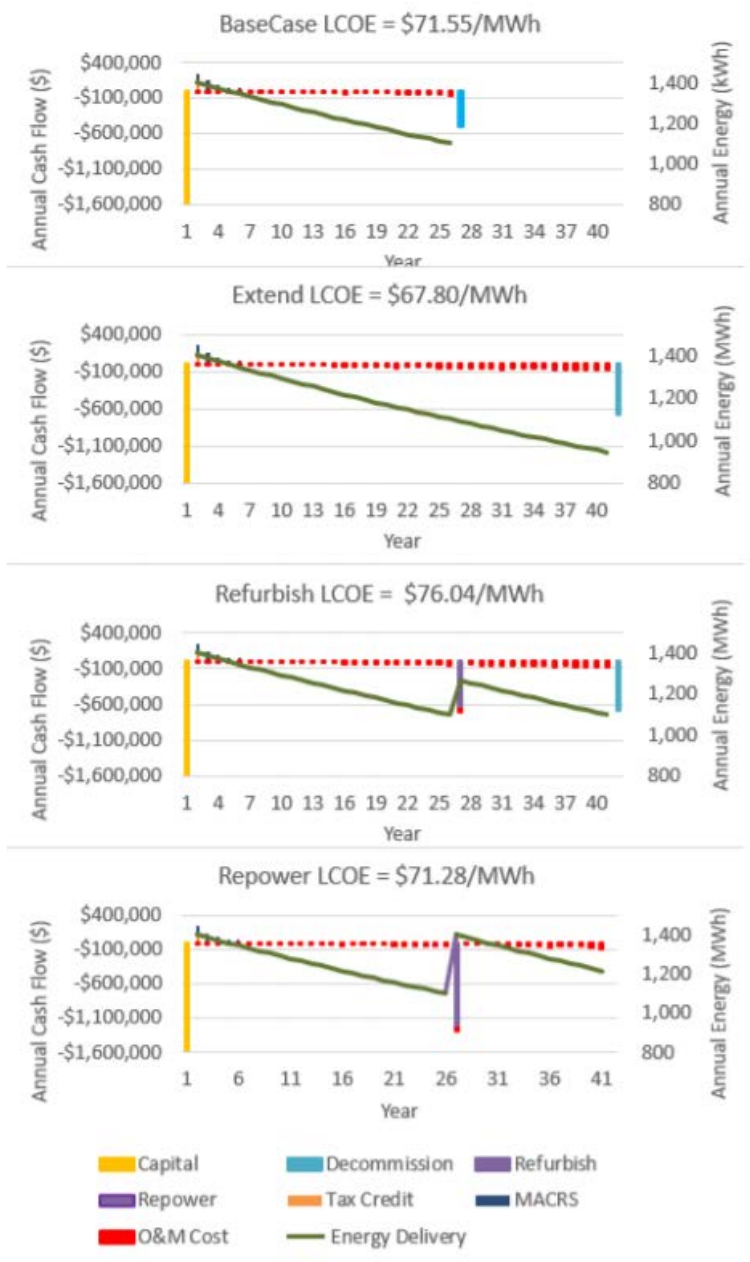 BaseCase LCOE = $71.55/MWh
Annual Cash Flow ($)
$400,000
-$100,000
-$600,000
-$1,100,000
-$1,600,000
1,400
1,200
1,000
800
Annual Energy (kWh)
1 4 7 10 13 16 19 22 25 28 31 34 37 40
Year
Extend LCOE = $67.80/MWh
Annual Cash Flow ($)
$400,000
-$100,000
-$600,000
-$1,100,000
-$1,600,000
1,400
1,200
1,000
800
Annual Energy (MWh)
1 4 7 10 13 16 19 22 25 28 31 34 37 40
Year
Refurbish LCOE = $76.04/MWh
Annual Cash Flow ($)
$400,000
-$100,000
-$600,000
-$1,100,000
-$1,600,000
1,400
1,200
1,000
800
Annual Energy (MWh)
1 4 7 10 13 16 19 22 25 28 31 34 37 40
Year
Repower LCOE = $71.28/MWh
Annual Cash Flow ($)
$400,000
-$100,000
-$600,000
-$1,100,000
-$1,600,000
1,400
1,200
1,000
800
Annual Energy (MWh)
1 6 11 16 21 26 31 36 41
Year
Capital Decommission Refurbish
Repower Tax Credit MACRS
O&M Cost Energy Delivery